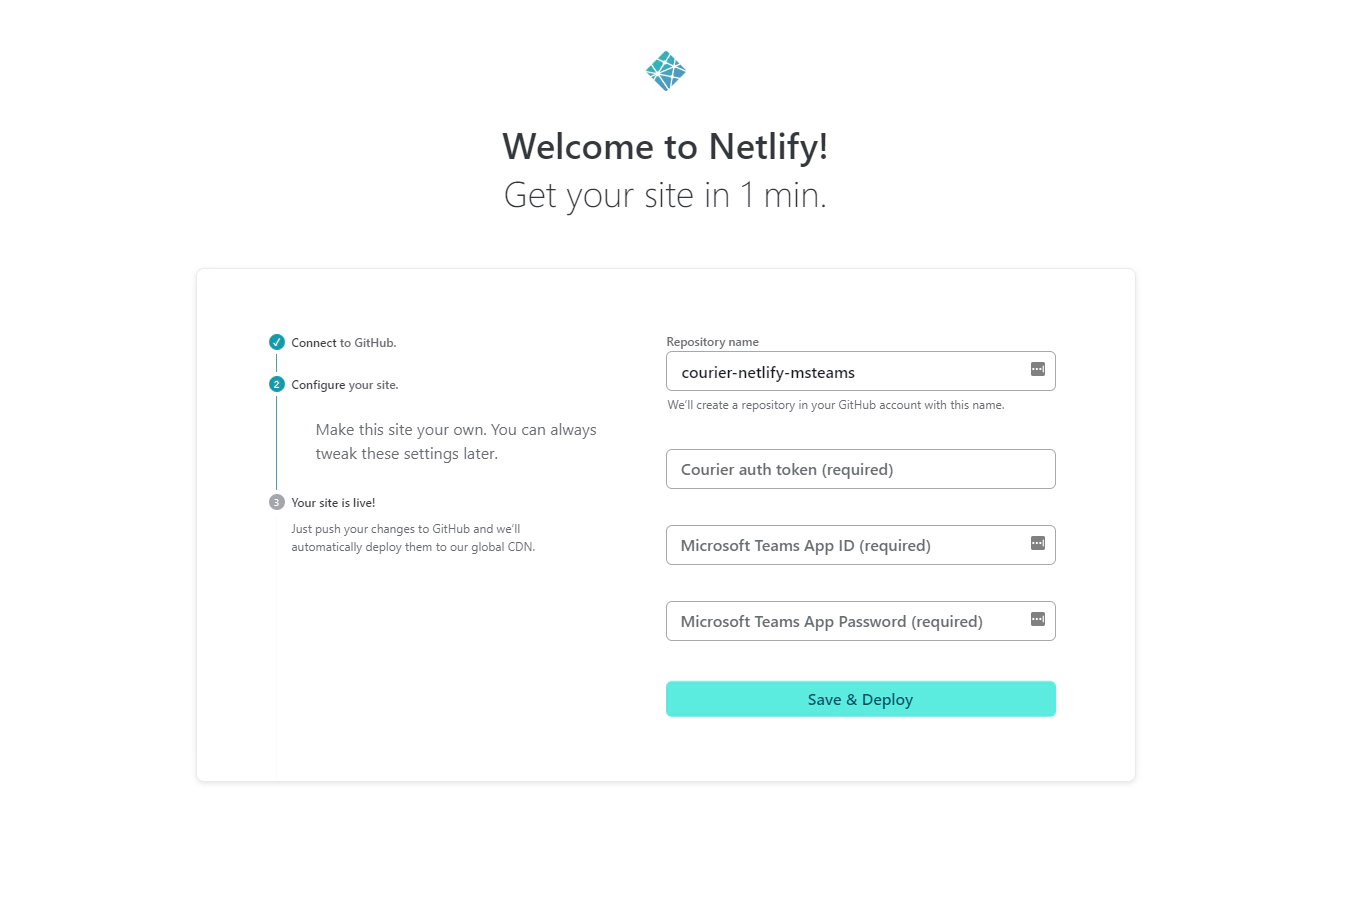 Welcome to Netlify!
Get your site in 1 min.
Connect to GitHub.
2 Configure your site.
Make this site your own. You can always
tweak these settings later.
3 Your site is live!
Just push your changes to GitHub and we’ll
automatically deploy them to our global CDN.
Repository name
courier-netlify-msteams
We’ll create a repository in your GitHub account with this name.
Courier auth token (required)
Microsoft Teams App ID (required)
Microsoft Teams App Password (required)
Save & Deploy